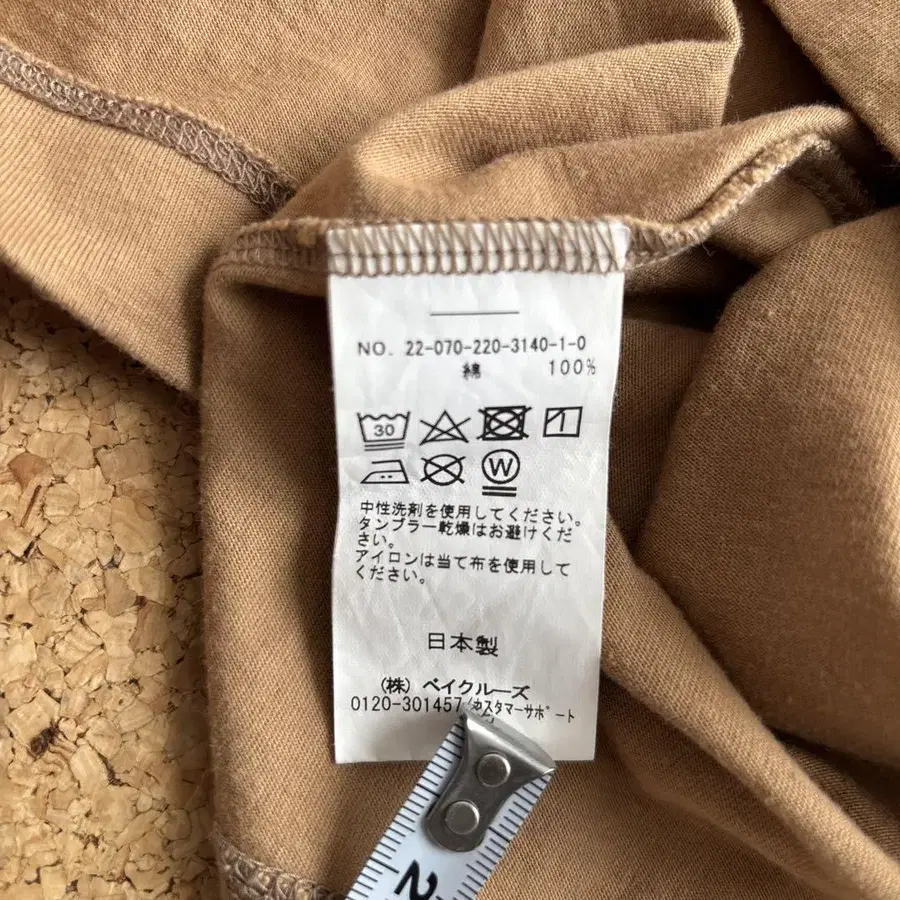 NO. 22-070-220-3140-1-0
綿 100%
30
W
中性洗剤を使用してください。
タンブラー乾燥はお避けくだ
さい。
アイロンは当て布を使用して
ください。
日本製
(株) ベイクルーズ
0120-301457/カスタマーサポート
2